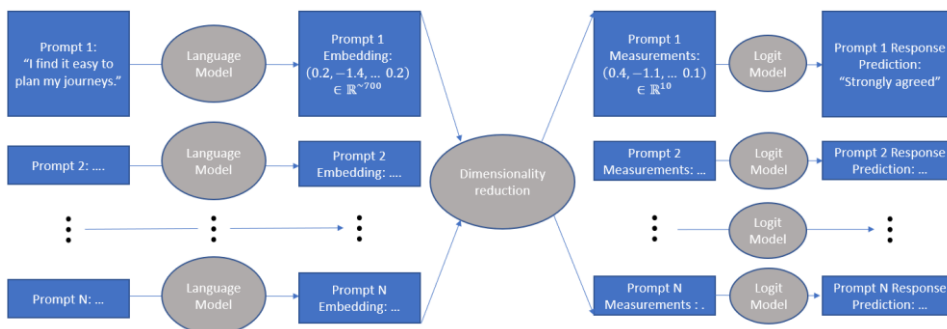 Prompt 1:
“I find it easy to
plan my journeys.”
Language
Model
Prompt 1
Embedding:
(0.2, −1.4, … 0.2)
∈ ℝ^~700
Prompt 1
Measurements:
(0.4, −1.1, … 0.1)
∈ ℝ^10
Logit
Model
Prompt 1 Response
Prediction:
“Strongly agreed”
Prompt 2: ....
Language
Model
Prompt 2
Embedding: ....
Dimensionality
reduction
Prompt 2
Measurements: ...
Logit
Model
Prompt 2 Response
Prediction: ...
Logit
Model
Prompt N: ...
Language
Model
Prompt N
Embedding: ...
Prompt N
Measurements : .
Logit
Model
Prompt N Response
Prediction: ...